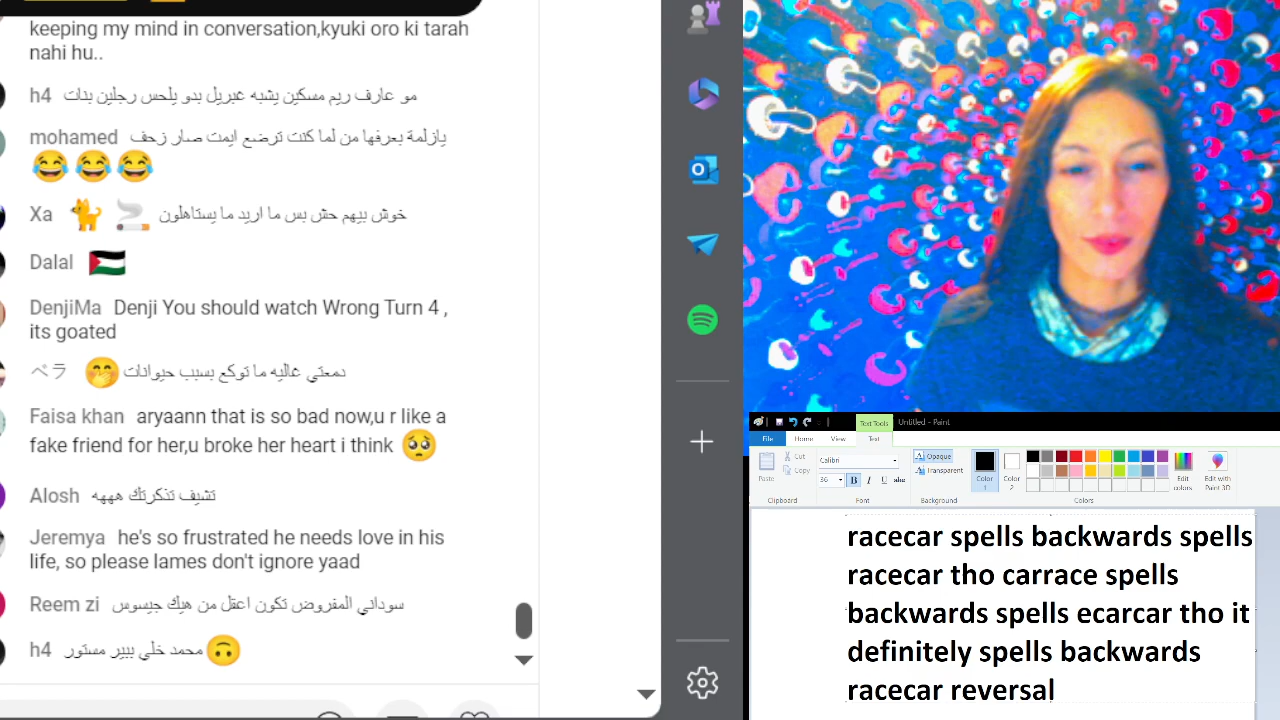 keeping my mind in conversation,kyuki oro ki tarah
nahi hu..
h4 مو عارف ريم مسكين يشبه غبريل بدو يلحس رجلين بنات
mohamed يازلمة بعرفها من لما كنت ترضع ايمت صار زحف
😂😂😂
Xa 🐈 🚬 خوش بيهم حش بس ما اريد ما يستاهلون
Dalal 🇵🇸
DenjiMa Denji You should watch Wrong Turn 4 ,
its goated
ペラ 🤭 دمعتي غاليه ما توكع بسبب حيوانات
Faisa khan aryaann that is so bad now,u r like a
fake friend for her,u broke her heart i think 🥺
Alosh تشيف تذكرتك هههه
Jeremya he's so frustrated he needs love in his
life, so please lames don't ignore yaad
Reem zi سوداني المفروض تكون اعقل من هيك جيسوس
h4 محمد خلي بيبر مستور 🙃
Text Tools
Untitled - Paint
File Home View Text
Paste
Cut
Copy
Clipboard
Calibri
36
B I U abc
Font
Opaque
Transparent
Background
Color 1
Color 2
Edit colors
Edit with Paint 3D
Colors
racecar spells backwards spells
racecar tho carrace spells
backwards spells ecarcar tho it
definitely spells backwards
racecar reversal